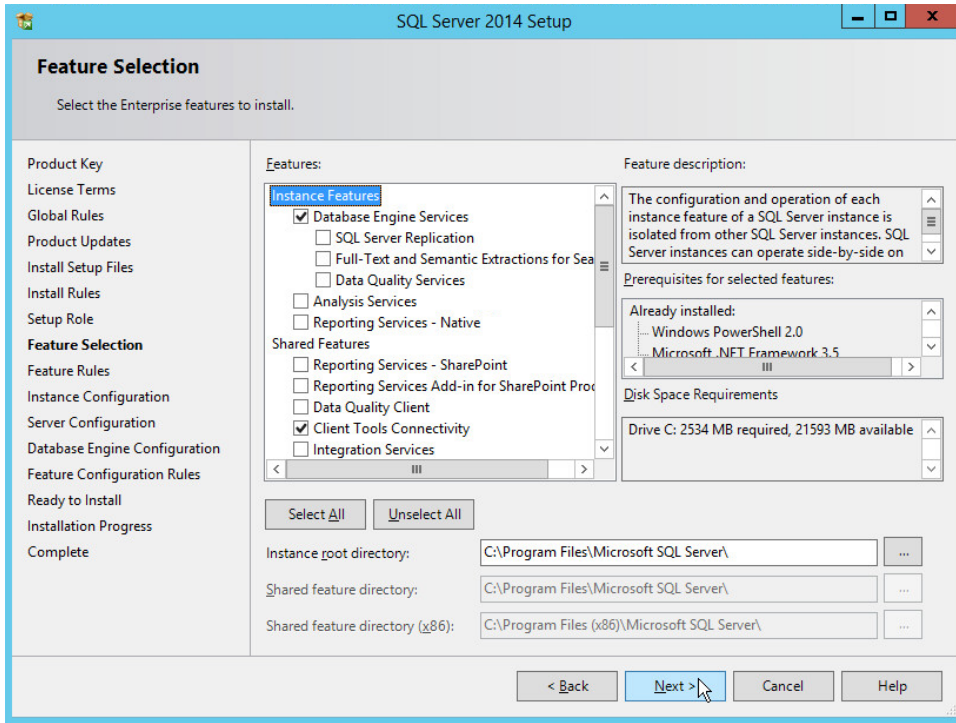 SQL Server 2014 Setup
Feature Selection
Select the Enterprise features to install.
Product Key
License Terms
Global Rules
Product Updates
Install Setup Files
Install Rules
Setup Role
Feature Selection
Feature Rules
Instance Configuration
Server Configuration
Database Engine Configuration
Feature Configuration Rules
Ready to Install
Installation Progress
Complete
Features:
Instance Features
Database Engine Services
SQL Server Replication
Full-Text and Semantic Extractions for Sea
Data Quality Services
Analysis Services
Reporting Services - Native
Shared Features
Reporting Services - SharePoint
Reporting Services Add-in for SharePoint Proc
Data Quality Client
Client Tools Connectivity
Integration Services
Select All
Unselect All
Feature description:
The configuration and operation of each
instance feature of a SQL Server instance is
isolated from other SQL Server instances. SQL
Server instances can operate side-by-side on
Prerequisites for selected features:
Already installed:
Windows PowerShell 2.0
Microsoft .NET Framework 3.5
Disk Space Requirements
Drive C: 2534 MB required, 21593 MB available
Instance root directory:
C:\Program Files\Microsoft SQL Server\
...
Shared feature directory:
C:\Program Files\Microsoft SQL Server\
...
Shared feature directory (x86):
C:\Program Files (x86)\Microsoft SQL Server\
...
< Back
Next >
Cancel
Help